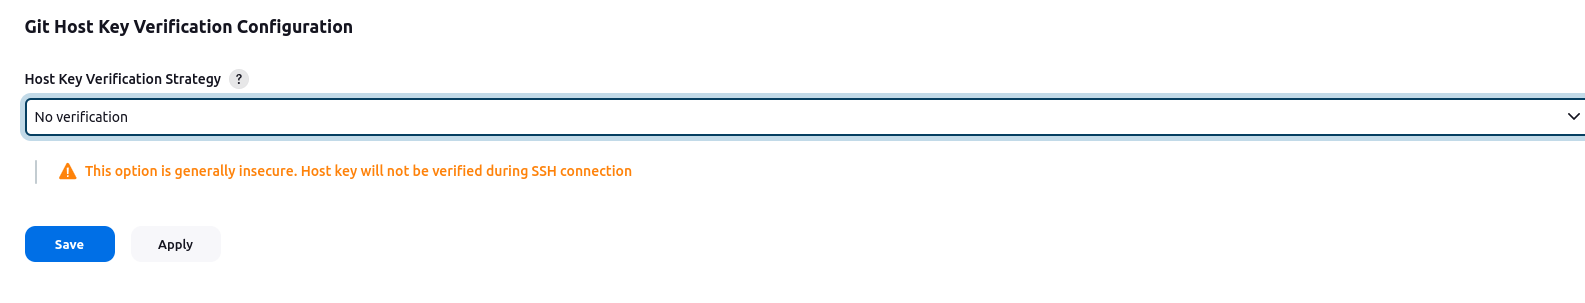 Git Host Key Verification Configuration
Host Key Verification Strategy ?
No verification
This option is generally insecure. Host key will not be verified during SSH connection
Save Apply